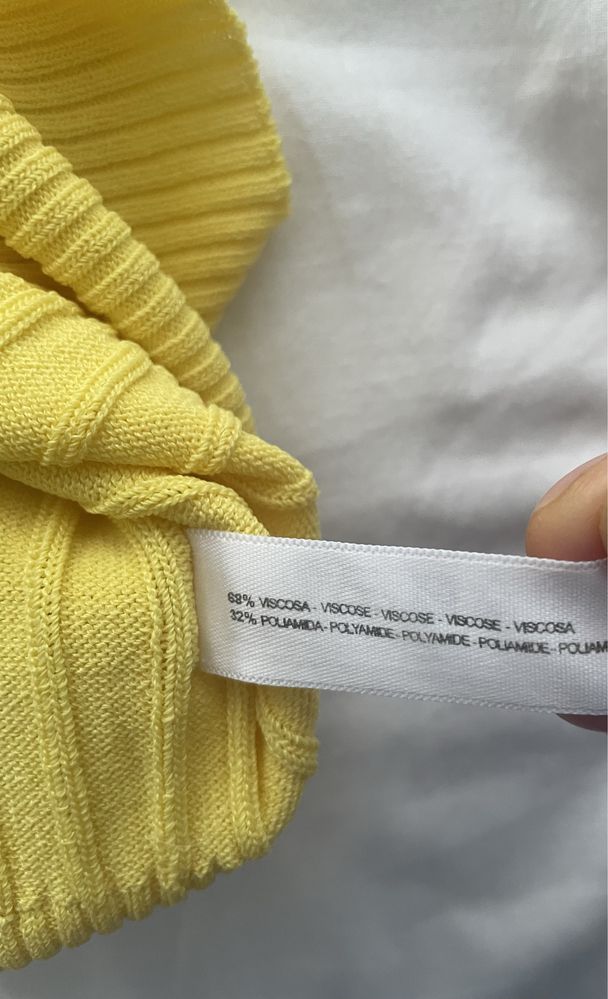 68% VISCOSA - VISCOSE - VISCOSE - VISCOSE - VISCOSA
32% POLIAMIDA - POLYAMIDE - POLYAMIDE - POLIAMIDE - POLIAM